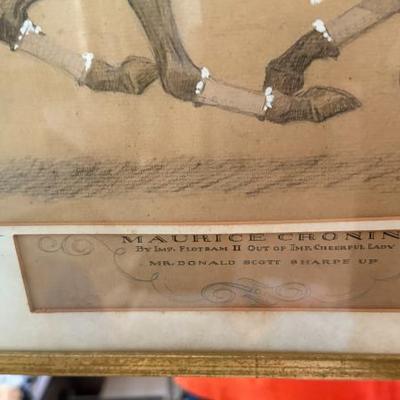 MAURICE CRONIN
BY IMP. FLOTSAM II OUT OF IMP. CHEERFUL LADY
MR. DONALD SCOTT SHARPE UP